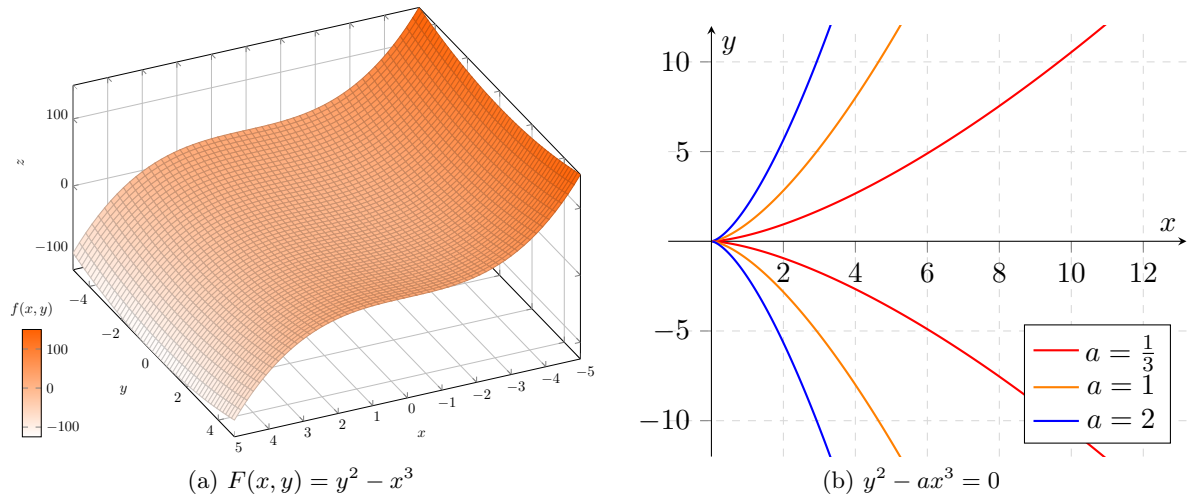 100
0
−100
z
−4
−2
0
2
4
y
5
4
3
2
1
0
−1
−2
−3
−4
−5
x
f(x, y)
100
0
−100
(a) F(x, y) = y² − x³
y
10
5
−5
−10
2
4
6
8
10
12
x
a = 1/3
a = 1
a = 2
(b) y² − ax³ = 0